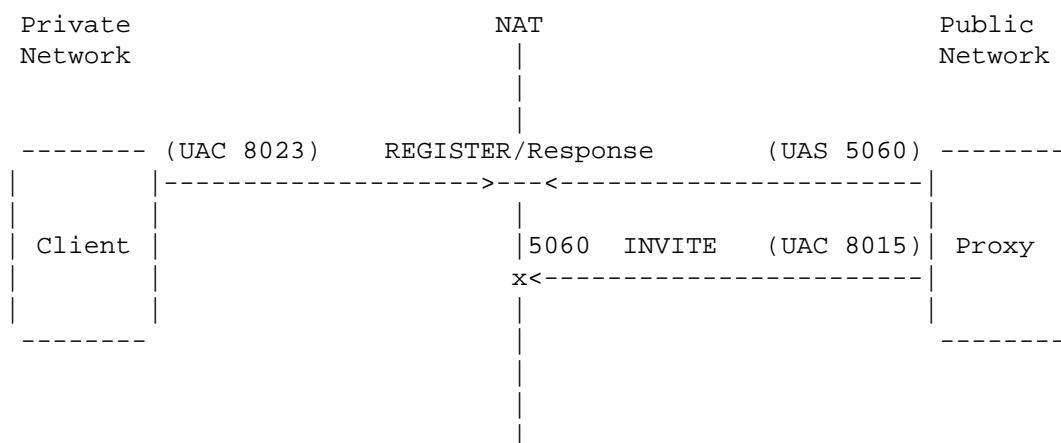 Private NAT Public
Network | Network
|
|
|
-------- (UAC 8023) REGISTER/Response (UAS 5060) --------
| |-------------------->---<-----------------------|
| | | |
| Client | |5060 INVITE (UAC 8015)| Proxy
| | x<------------------------|
| | | |
-------- | --------
|
|
|